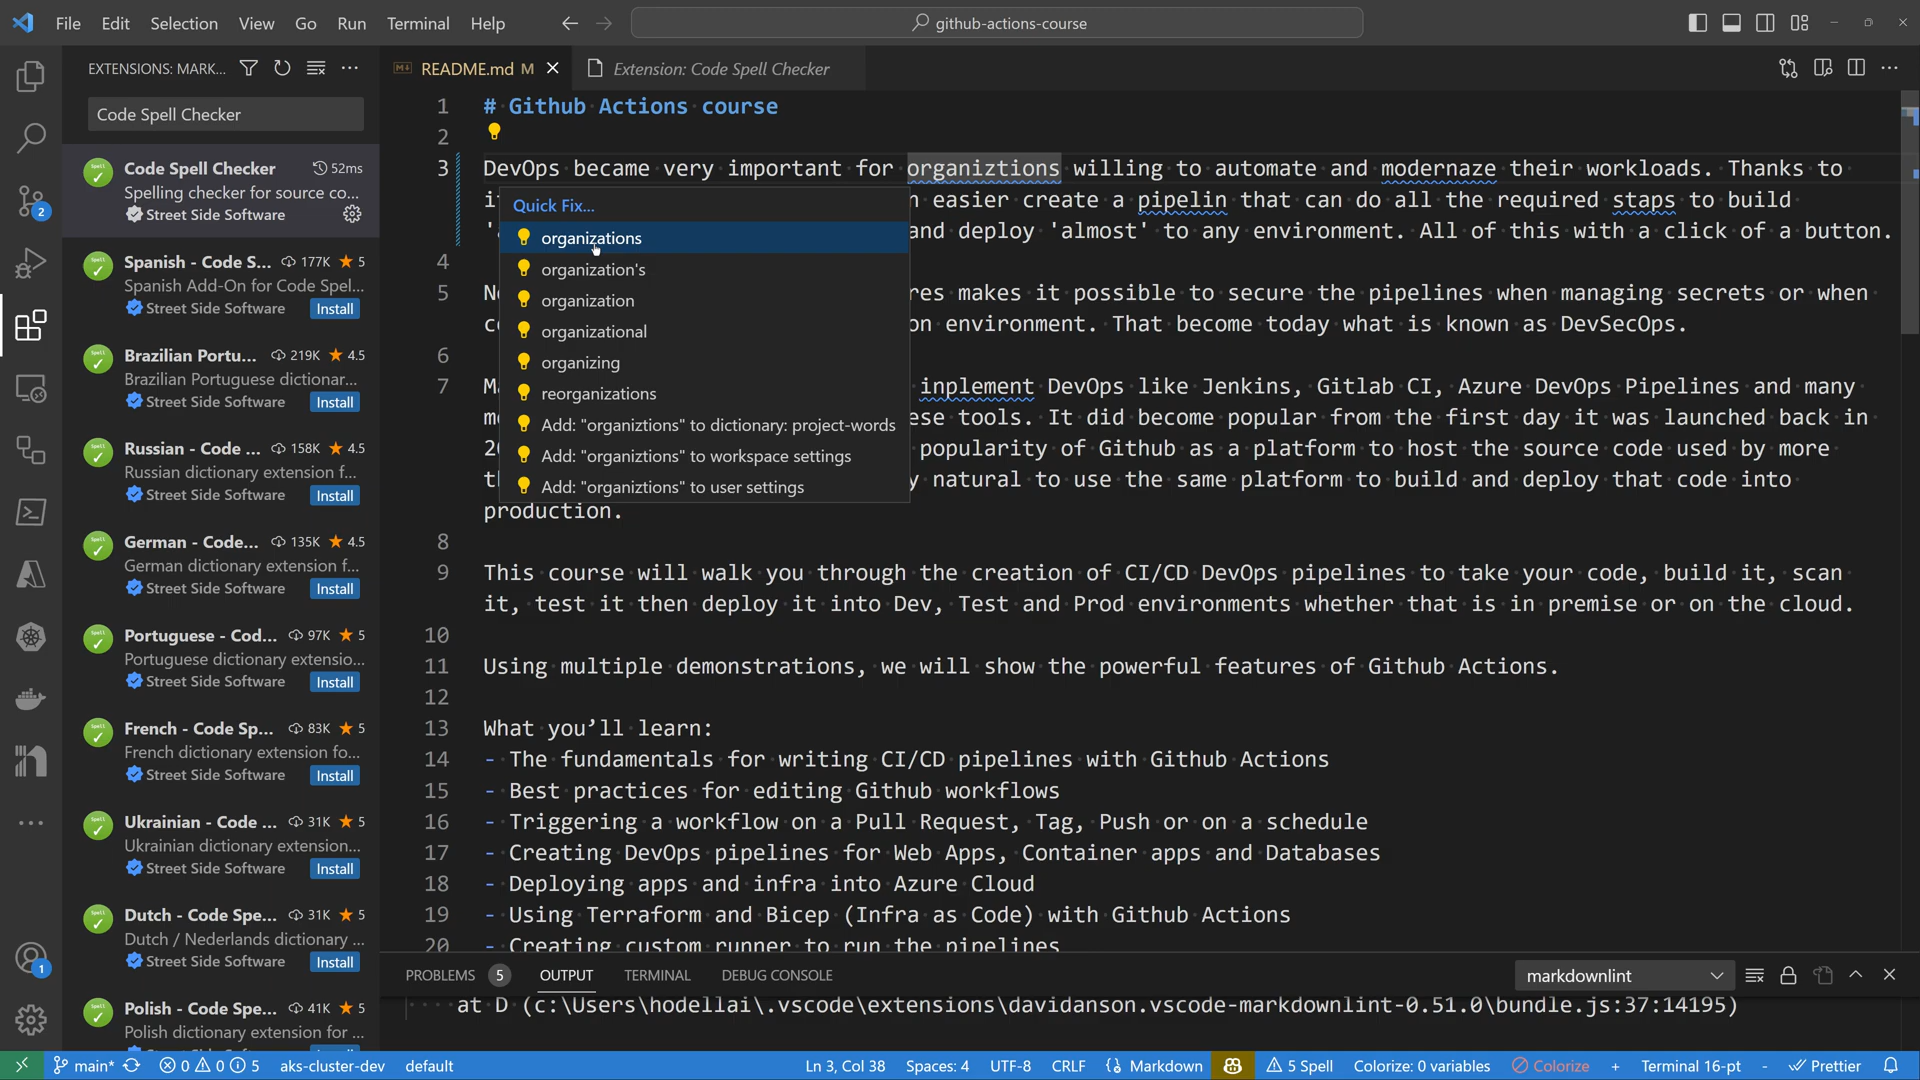 File Edit Selection View Go Run Terminal Help
github-actions-course
EXTENSIONS: MARK...
Code Spell Checker
Code Spell Checker 52ms
Spelling checker for source co...
Street Side Software
Spanish - Code S... 177K 5
Spanish Add-On for Code Spel...
Street Side Software Install
Brazilian Portu... 219K 4.5
Brazilian Portuguese dictionar...
Street Side Software Install
Russian - Code ... 158K 4.5
Russian dictionary extension f...
Street Side Software Install
German - Code... 135K 4.5
German dictionary extension f...
Street Side Software Install
Portuguese - Cod... 97K 5
Portuguese dictionary extensio...
Street Side Software Install
French - Code Sp... 83K 5
French dictionary extension fo...
Street Side Software Install
Ukrainian - Code ... 31K 5
Ukrainian dictionary extension...
Street Side Software Install
Dutch - Code Spe... 31K 5
Dutch / Nederlands dictionary ...
Street Side Software Install
Polish - Code Spe... 41K 5
Polish dictionary extension for ...
2
1
README.md M
Extension: Code Spell Checker
1 # Github Actions course
2
3 DevOps became very important for organiztions willing to automate and modernaze their workloads. Thanks to
easier create a pipelin that can do all the required staps to build
and deploy 'almost' to any environment. All of this with a click of a button.
4
5 res makes it possible to secure the pipelines when managing secrets or when
on environment. That become today what is known as DevSecOps.
6
7 inplement DevOps like Jenkins, Gitlab CI, Azure DevOps Pipelines and many
ese tools. It did become popular from the first day it was launched back in
popularity of Github as a platform to host the source code used by more
y natural to use the same platform to build and deploy that code into
production.
8
9 This course will walk you through the creation of CI/CD DevOps pipelines to take your code, build it, scan
it, test it then deploy it into Dev, Test and Prod environments whether that is in premise or on the cloud.
10
11 Using multiple demonstrations, we will show the powerful features of Github Actions.
12
13 What you’ll learn:
14 - The fundamentals for writing CI/CD pipelines with Github Actions
15 - Best practices for editing Github workflows
16 - Triggering a workflow on a Pull Request, Tag, Push or on a schedule
17 - Creating DevOps pipelines for Web Apps, Container apps and Databases
18 - Deploying apps and infra into Azure Cloud
19 - Using Terraform and Bicep (Infra as Code) with Github Actions
20 - Creating custom runner to run the pipelines
Quick Fix...
organizations
organization's
organization
organizational
organizing
reorganizations
Add: "organiztions" to dictionary: project-words
Add: "organiztions" to workspace settings
Add: "organiztions" to user settings
PROBLEMS 5 OUTPUT TERMINAL DEBUG CONSOLE
markdownlint
at D (c:\Users\hodellai\.vscode\extensions\davidanson.vscode-markdownlint-0.51.0\bundle.js:37:14195)
main* 0 0 5 aks-cluster-dev default
Ln 3, Col 38 Spaces: 4 UTF-8 CRLF {} Markdown 5 Spell Colorize: 0 variables Colorize + Terminal 16-pt - Prettier